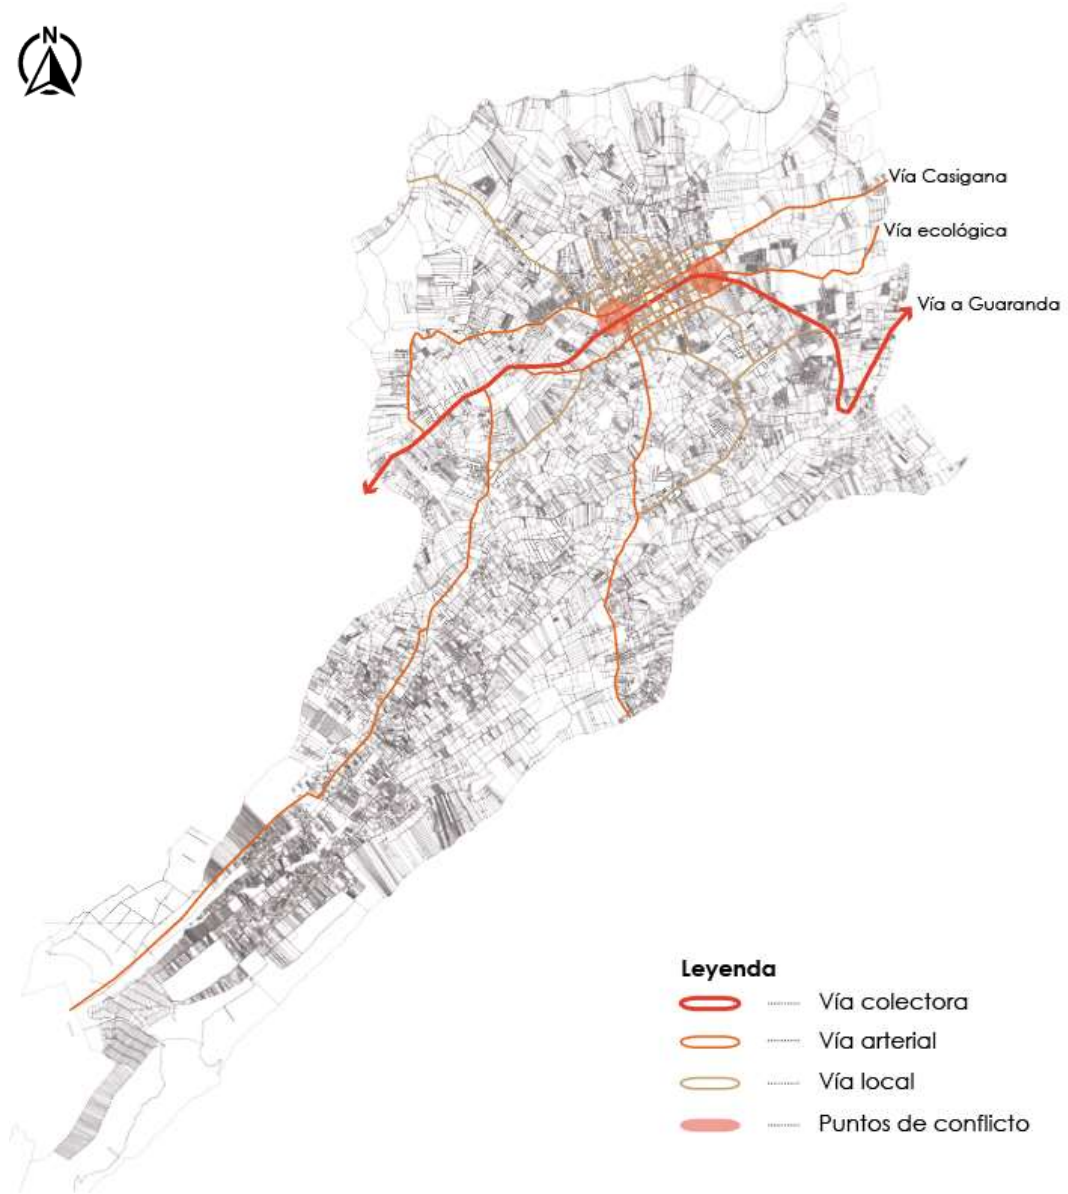 N
Vía Casigana
Vía ecológica
Vía a Guaranda
Leyenda
Vía colectora
Vía arterial
Vía local
Puntos de conflicto